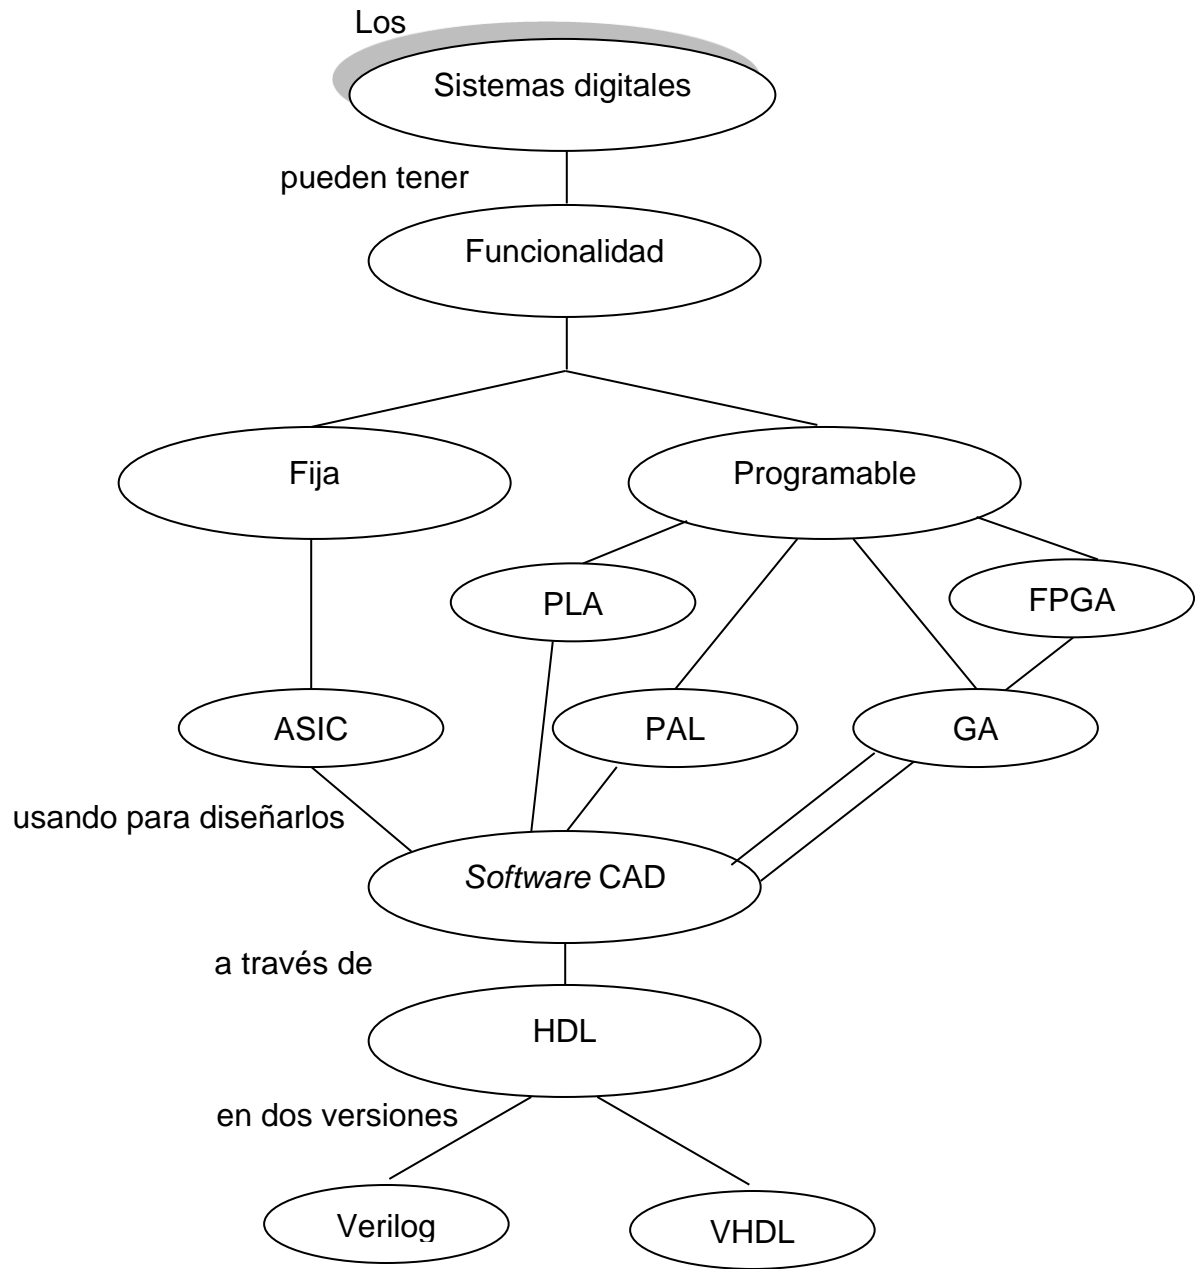 Los
Sistemas digitales
pueden tener
Funcionalidad
Fija
Programable
PLA
FPGA
ASIC
PAL
GA
usando para diseñarlos
Software CAD
a través de
HDL
en dos versiones
Verilog
VHDL